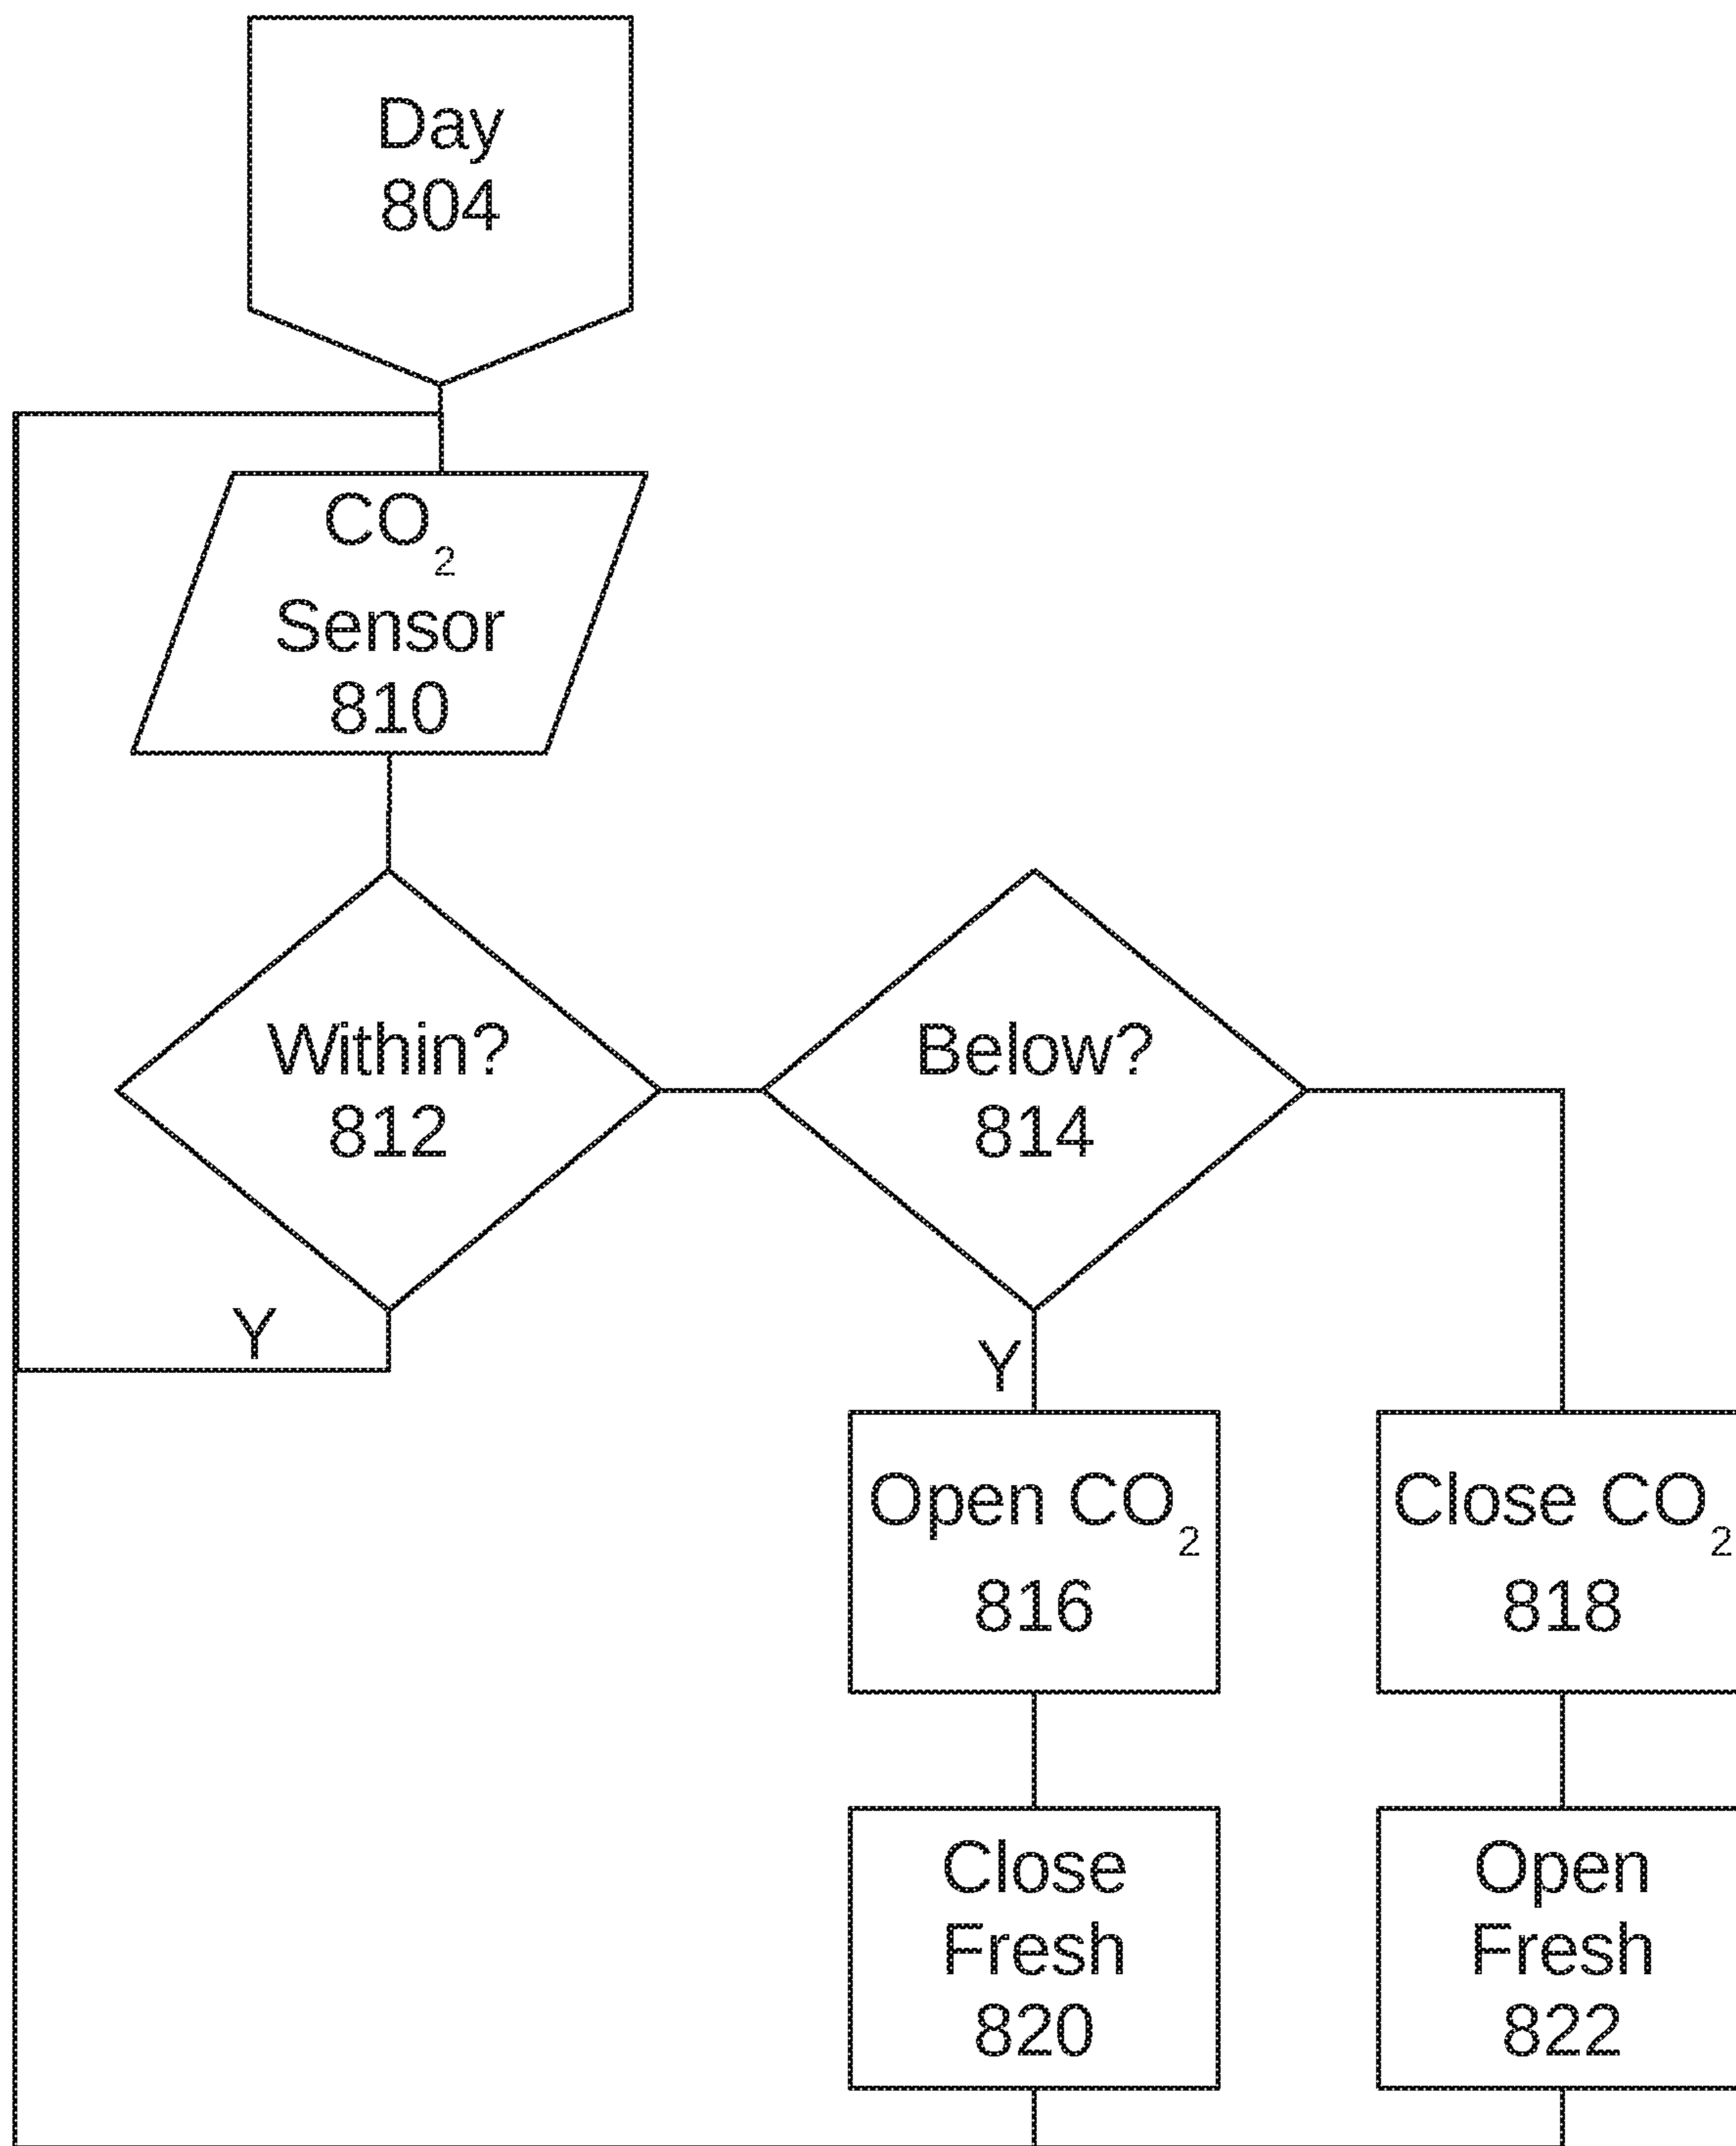 Day
804
CO2
Sensor
810
Within?
812
Below?
814
Y
Y
Open CO2
816
Close CO2
818
Close
Fresh
820
Open
Fresh
822